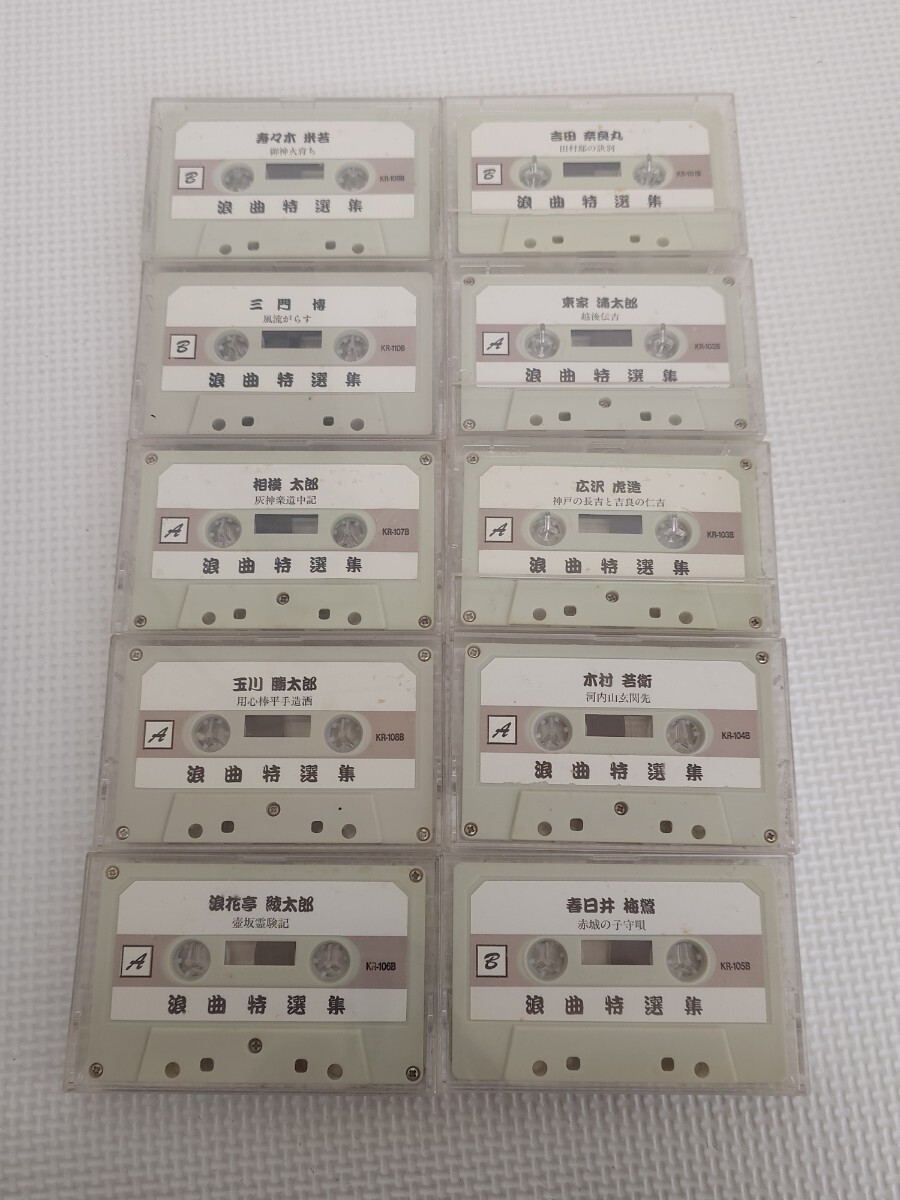 寿々木 米若
御神火育ち
B
KR-109B
浪曲特選集
吉田 奈良丸
田村邸の訣別
B
KR-101B
浪曲特選集
三門 博
風流がらす
B
KR-110B
浪曲特選集
東家 浦太郎
越後伝吉
A
KR-102B
浪曲特選集
相模 太郎
灰神楽道中記
A
KR-107B
浪曲特選集
広沢 虎造
神戸の長吉と吉良の仁吉
A
KR-103B
浪曲特選集
玉川 勝太郎
用心棒平手造酒
A
KR-108B
浪曲特選集
木村 若衛
河内山玄関先
A
KR-104B
浪曲特選集
浪花亭 綾太郎
壺坂霊験記
A
KR-106B
浪曲特選集
春日井 梅鶯
赤城の子守唄
B
KR-105B
浪曲特選集